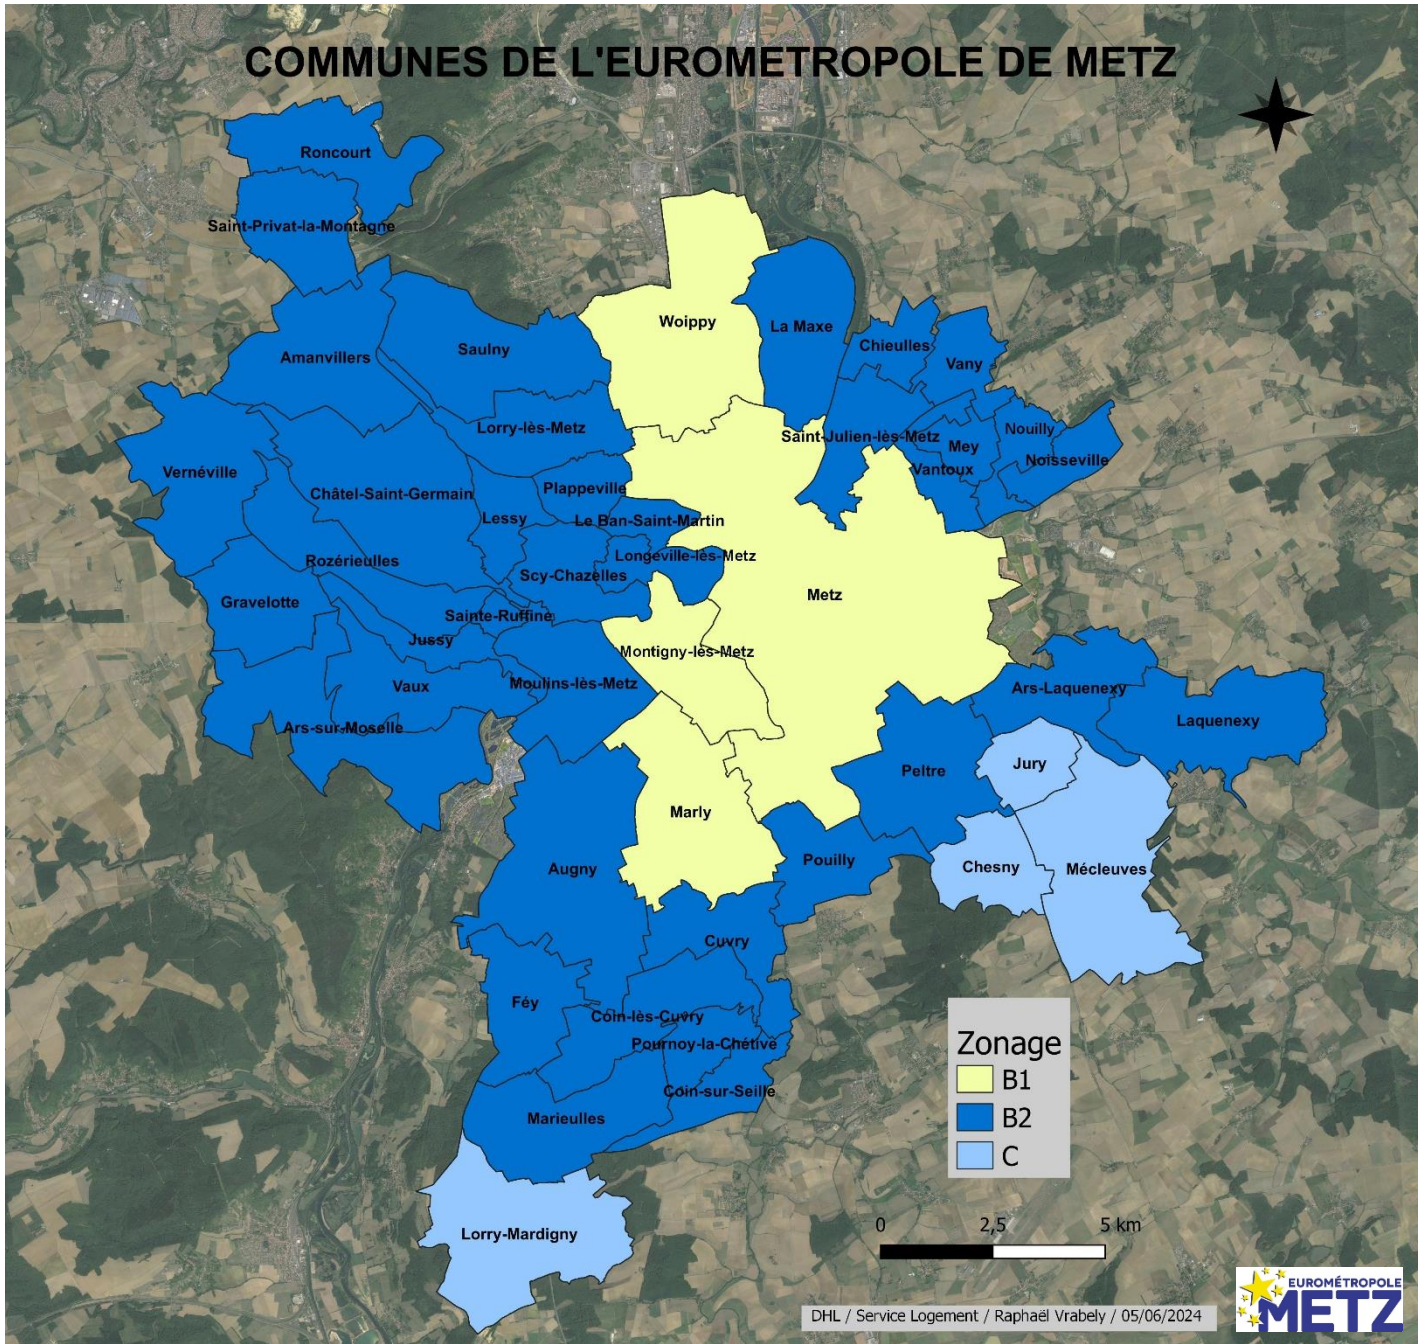 COMMUNES DE L'EUROMETROPOLE DE METZ
Roncourt
Saint-Privat-la-Montagne
Woippy
La Maxe
Amanvillers
Saulny
Chieulles
Vany
Lorry-lès-Metz
Saint-Julien-lès-Metz
Nouilly
Mey
Noisseville
Vantoux
Vernéville
Châtel-Saint-Germain
Plappeville
Lessy
Le Ban-Saint-Martin
Longeville-lès-Metz
Rozérieulles
Scy-Chazelles
Metz
Gravelotte
Sainte-Ruffine
Jussy
Montigny-lès-Metz
Vaux
Moulins-lès-Metz
Ars-Laquenexy
Laquenexy
Ars-sur-Moselle
Jury
Peltre
Marly
Pouilly
Chesny
Mécleuves
Augny
Cuvry
Féy
Coin-lès-Cuvry
Pournoy-la-Chétive
Coin-sur-Seille
Marieulles
Lorry-Mardigny
Zonage
B1
B2
C
0 2,5 5 km
DHL / Service Logement / Raphaël Vrabely / 05/06/2024
EUROMÉTROPOLE
METZ